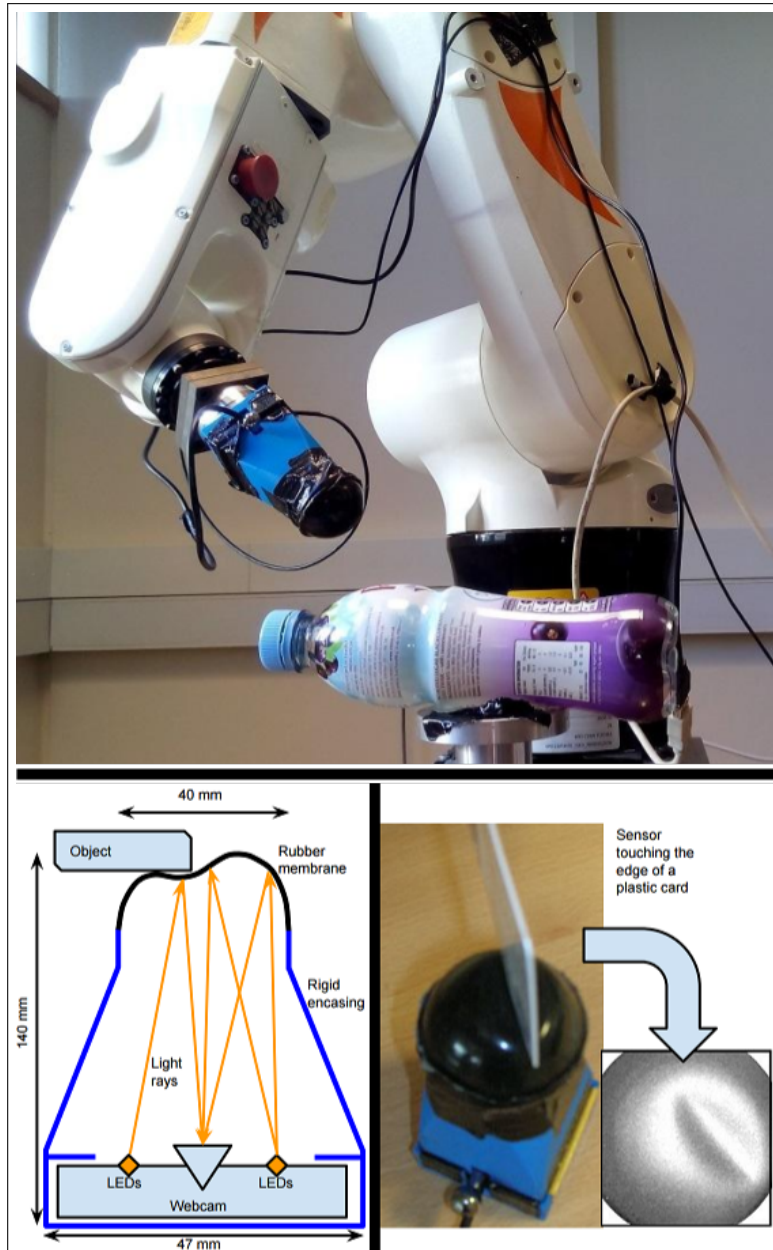 40 mm
Object
Rubber
membrane
140 mm
Rigid
encasing
Light
rays
LEDs
LEDs
Webcam
47 mm
Sensor
touching the
edge of a
plastic card